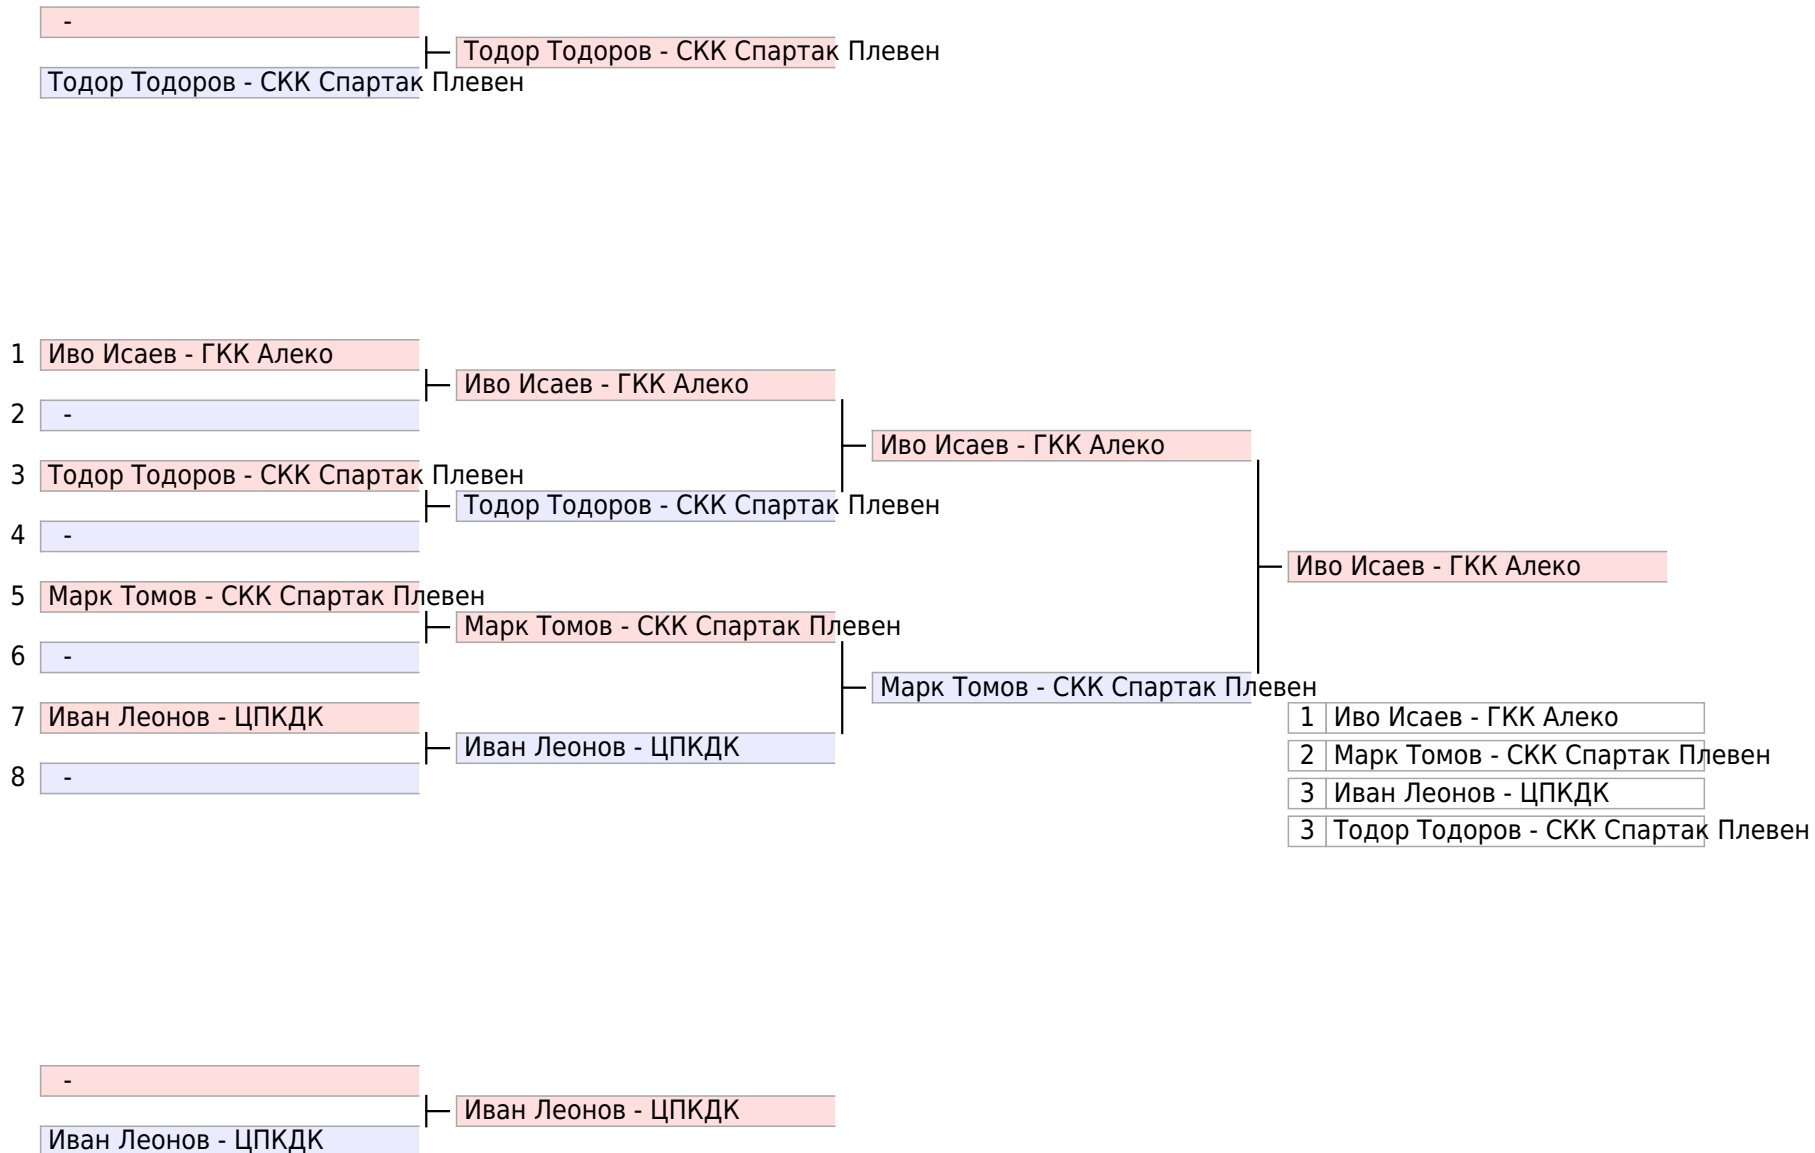 -
Тодор Тодоров - СКК Спартак Плевен
Тодор Тодоров - СКК Спартак Плевен
1 Иво Исаев - ГКК Алеко
Иво Исаев - ГКК Алеко
2 -
Иво Исаев - ГКК Алеко
3 Тодор Тодоров - СКК Спартак Плевен
Тодор Тодоров - СКК Спартак Плевен
4 -
Иво Исаев - ГКК Алеко
5 Марк Томов - СКК Спартак Плевен
Марк Томов - СКК Спартак Плевен
6 -
Марк Томов - СКК Спартак Плевен
7 Иван Леонов - ЦПКДК
Иван Леонов - ЦПКДК
8 -
1 Иво Исаев - ГКК Алеко
2 Марк Томов - СКК Спартак Плевен
3 Иван Леонов - ЦПКДК
3 Тодор Тодоров - СКК Спартак Плевен
-
Иван Леонов - ЦПКДК
Иван Леонов - ЦПКДК